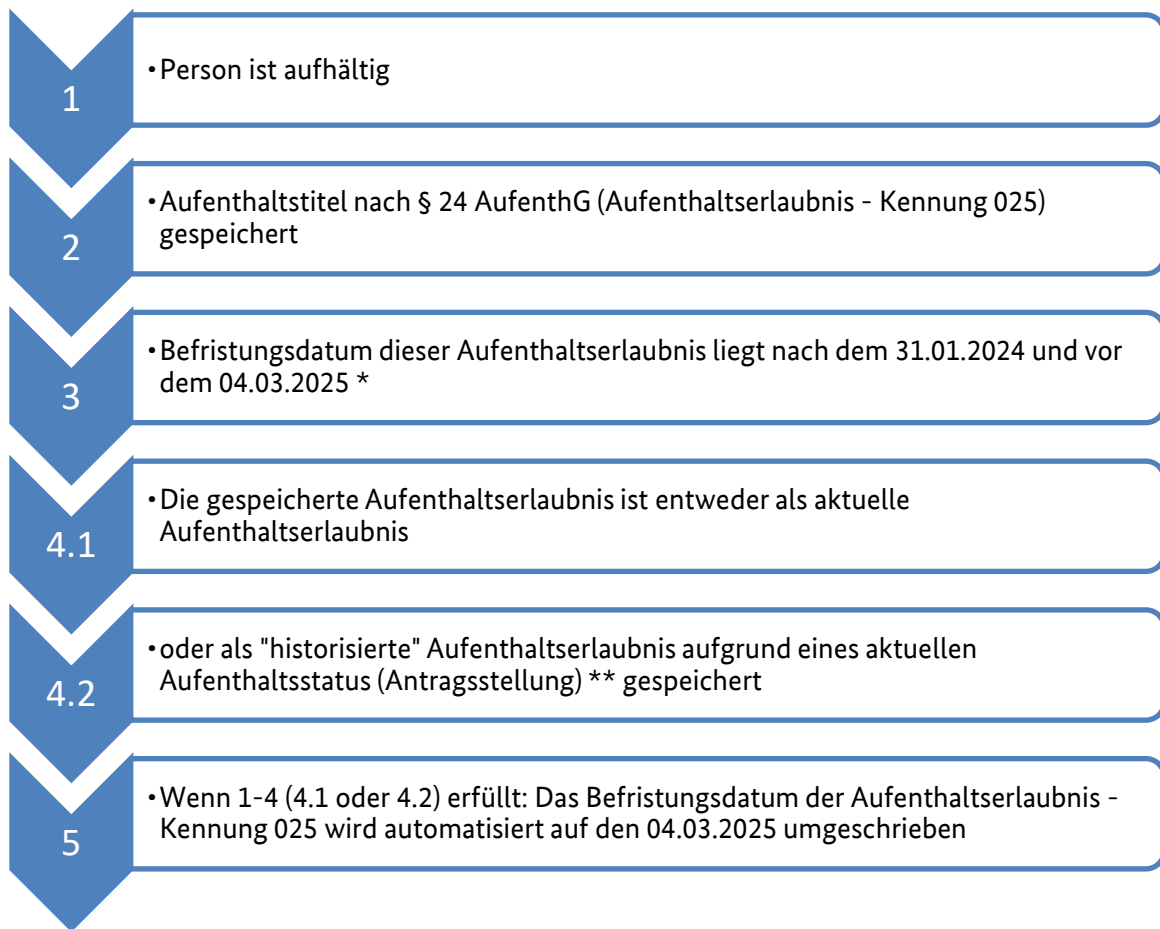 1
•Person ist aufhältig
2
•Aufenthaltstitel nach § 24 AufenthG (Aufenthaltserlaubnis - Kennung 025)
gespeichert
3
•Befristungsdatum dieser Aufenthaltserlaubnis liegt nach dem 31.01.2024 und vor
dem 04.03.2025 *
4.1
•Die gespeicherte Aufenthaltserlaubnis ist entweder als aktuelle
Aufenthaltserlaubnis
4.2
•oder als "historisierte" Aufenthaltserlaubnis aufgrund eines aktuellen
Aufenthaltsstatus (Antragsstellung) ** gespeichert
5
•Wenn 1-4 (4.1 oder 4.2) erfüllt: Das Befristungsdatum der Aufenthaltserlaubnis -
Kennung 025 wird automatisiert auf den 04.03.2025 umgeschrieben